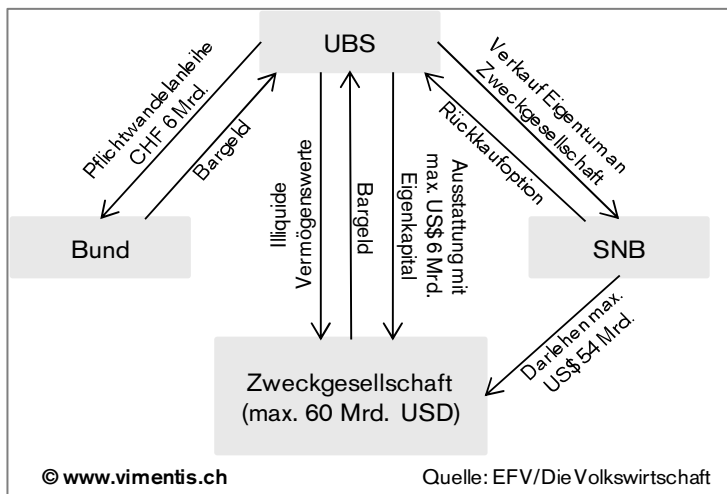 UBS
Pflichtwandelanleihe
CHF 6 Mrd.
Bargeld
Illiquide
Vermögenswerte
Bargeld
Ausstattung mit
max. US$ 6 Mrd.
Eigenkapital
Verkauf Eigentum an
Zweckgesellschaft
Rückkaufoption
Bund
SNB
Darlehen max.
US$ 54 Mrd.
Zweckgesellschaft
(max. 60 Mrd. USD)
© www.vimentis.ch
Quelle: EFV/Die Volkswirtschaft